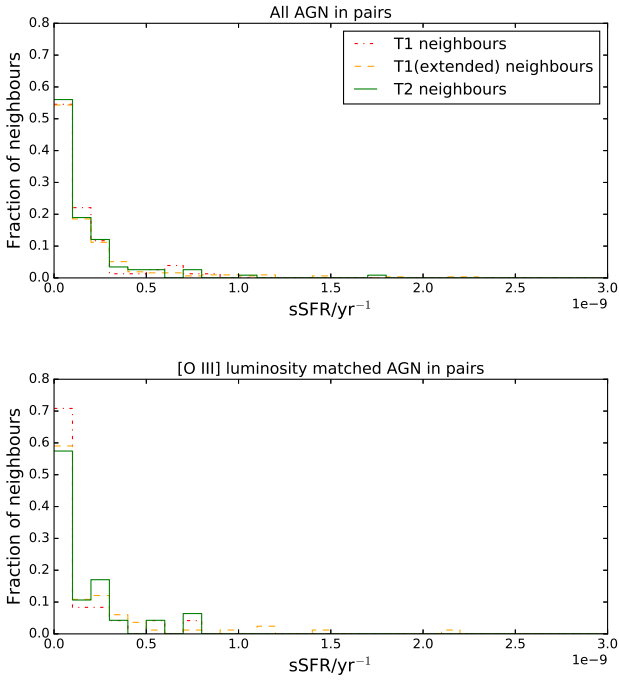 All AGN in pairs
0.8
0.7
0.6
0.5
0.4
0.3
0.2
0.1
0.0
Fraction of neighbours
T1 neighbours
T1(extended) neighbours
T2 neighbours
0.0 0.5 1.0 1.5 2.0 2.5 3.0
1e−9
sSFR/yr⁻¹
[O III] luminosity matched AGN in pairs
0.8
0.7
0.6
0.5
0.4
0.3
0.2
0.1
0.0
Fraction of neighbours
0.0 0.5 1.0 1.5 2.0 2.5 3.0
1e−9
sSFR/yr⁻¹